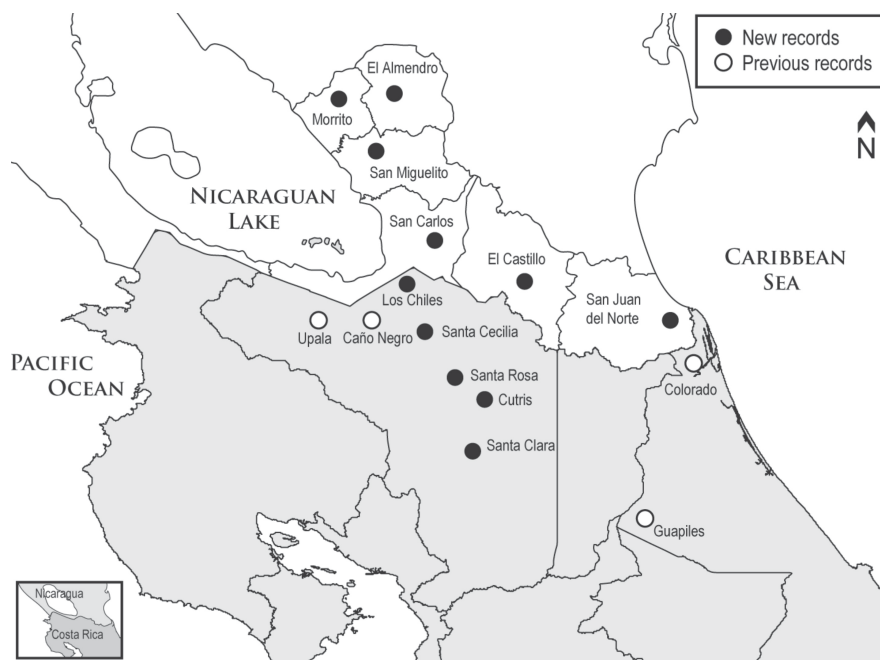 New records
Previous records
N
El Almendro
Morrito
San Miguelito
NICARAGUAN
LAKE
San Carlos
El Castillo
CARIBBEAN
SEA
Los Chiles
San Juan
del Norte
Upala
Caño Negro
Santa Cecilia
PACIFIC
OCEAN
Santa Rosa
Colorado
Cutris
Santa Clara
Guapiles
Nicaragua
Costa Rica